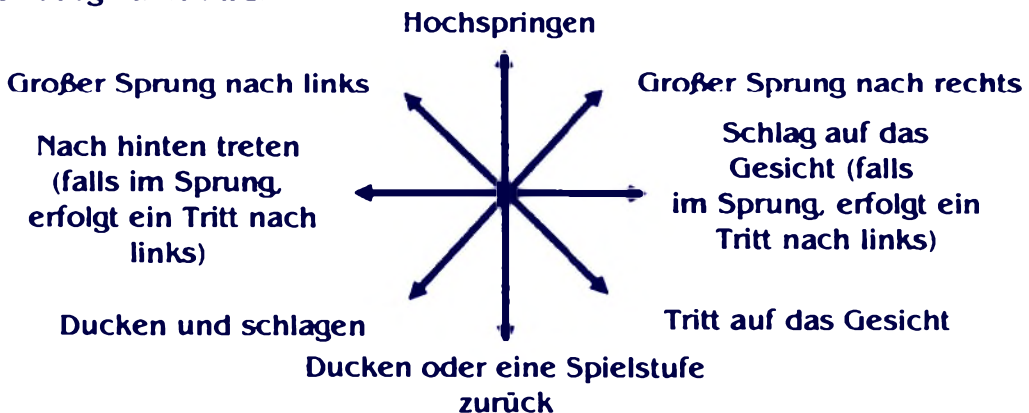 Hochspringen
Großer Sprung nach links
Großer Sprung nach rechts
Nach hinten treten
(falls im Sprung,
erfolgt ein Tritt nach
links)
Schlag auf das
Gesicht (falls
im Sprung, erfolgt ein
Tritt nach links)
Ducken und schlagen
Tritt auf das Gesicht
Ducken oder eine Spielstufe
zurück